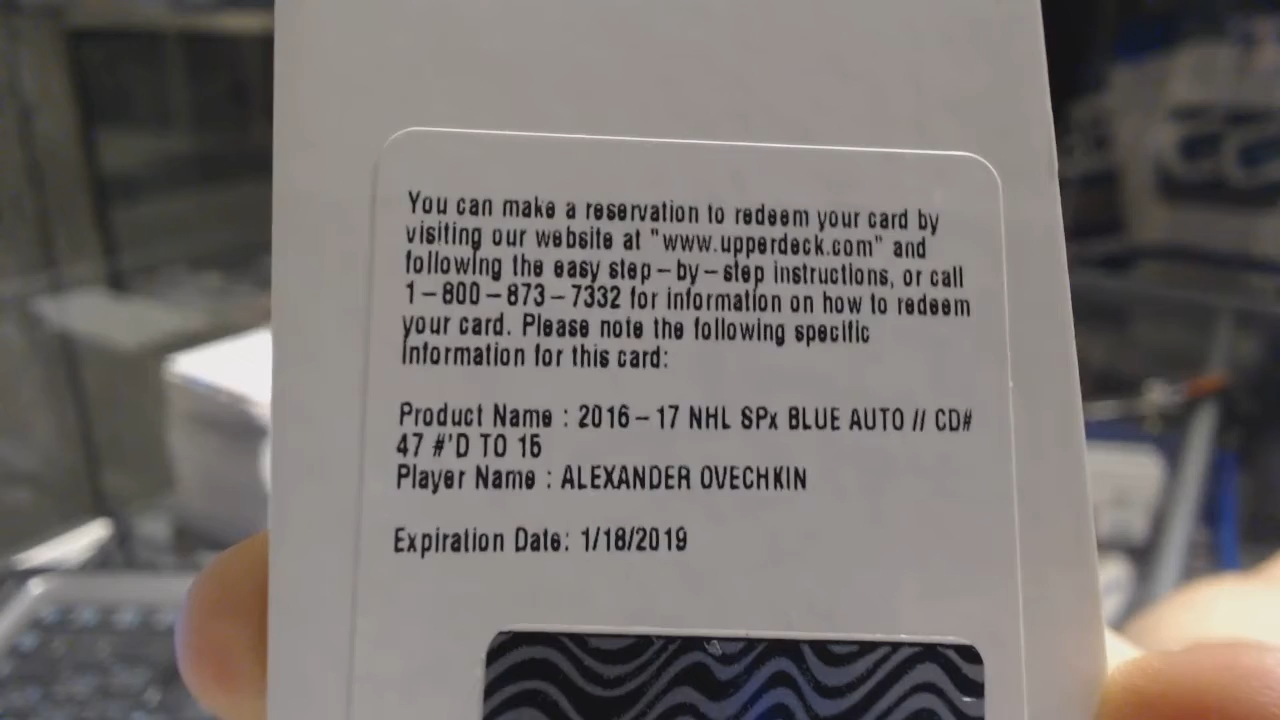 You can make a reservation to redeem your card by
visiting our website at "www.upperdeck.com" and
following the easy step-by-step instructions, or call
1-800-873-7332 for information on how to redeem
your card. Please note the following specific
information for this card:
Product Name : 2016-17 NHL SPx BLUE AUTO // CD#
47 #'D TO 15
Player Name : ALEXANDER OVECHKIN
Expiration Date: 1/18/2019